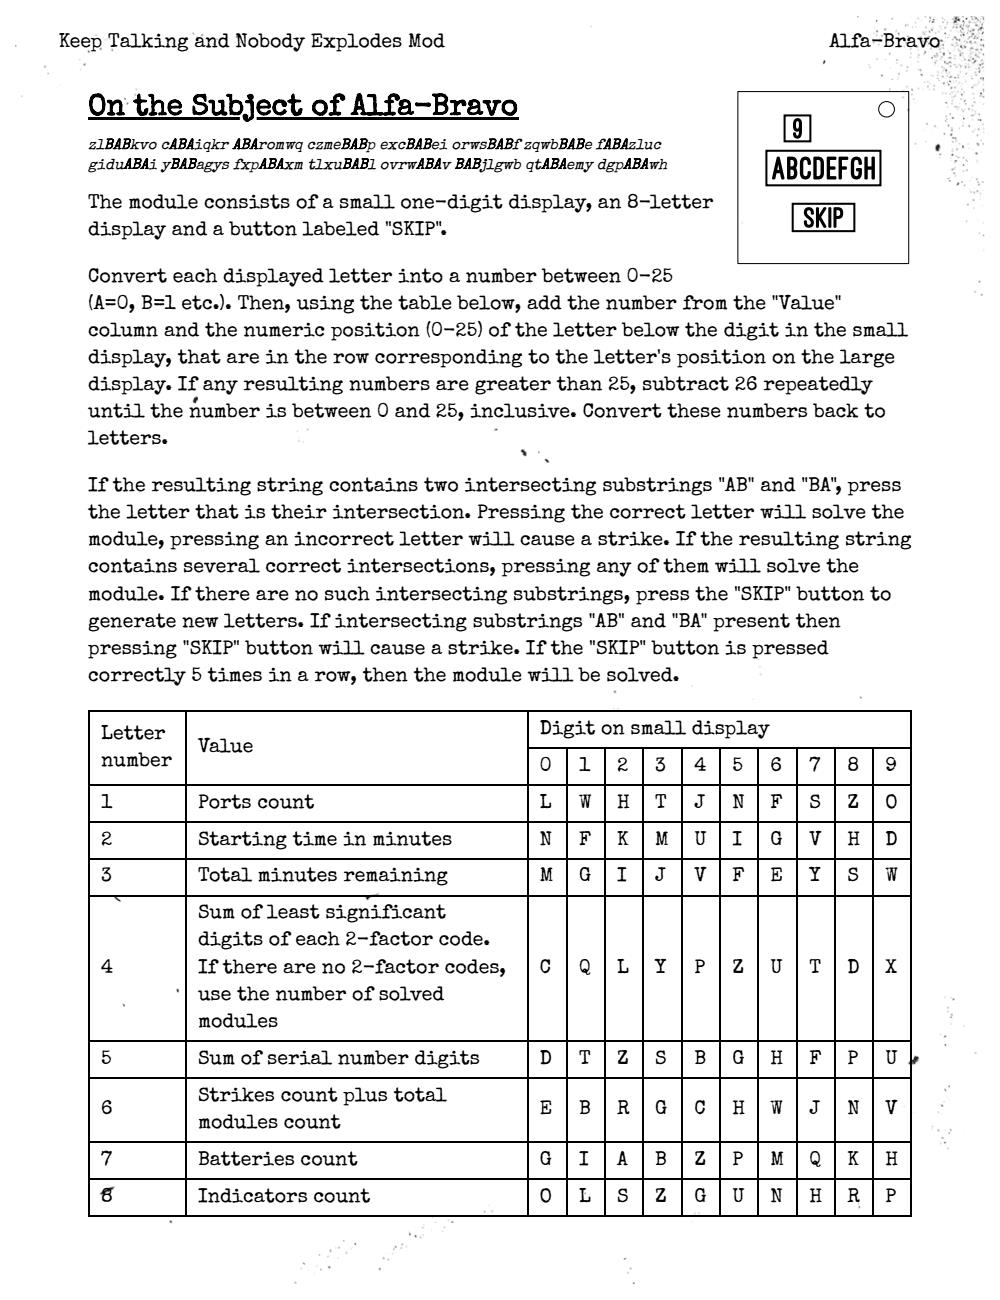 Keep Talking and Nobody Explodes Mod
Alfa-Bravo
On the Subject of Alfa-Bravo
zlBABkvo cABAiqkr ABAromwq czmeBABp excBABei orwsBABf zqwbBABe fABAzluc
giduABAi yBABagys fxpABAxm tlxuBABl ovrwABAv BABjlgwb qtABAemy dgpABAwh
9
ABCDEFGH
SKIP
The module consists of a small one-digit display, an 8-letter
display and a button labeled "SKIP".
Convert each displayed letter into a number between 0-25
(A=0, B=1 etc.). Then, using the table below, add the number from the "Value"
column and the numeric position (0-25) of the letter below the digit in the small
display, that are in the row corresponding to the letter's position on the large
display. If any resulting numbers are greater than 25, subtract 26 repeatedly
until the number is between 0 and 25, inclusive. Convert these numbers back to
letters.
If the resulting string contains two intersecting substrings "AB" and "BA", press
the letter that is their intersection. Pressing the correct letter will solve the
module, pressing an incorrect letter will cause a strike. If the resulting string
contains several correct intersections, pressing any of them will solve the
module. If there are no such intersecting substrings, press the "SKIP" button to
generate new letters. If intersecting substrings "AB" and "BA" present then
pressing "SKIP" button will cause a strike. If the "SKIP" button is pressed
correctly 5 times in a row, then the module will be solved.
Letter
number
Value
Digit on small display
0 1 2 3 4 5 6 7 8 9
1 Ports count L W H T J N F S Z O
2 Starting time in minutes N F K M U I G V H D
3 Total minutes remaining M G I J V F E Y S W
Sum of least significant
digits of each 2-factor code.
4 If there are no 2-factor codes, C Q L Y P Z U T D X
use the number of solved
modules
5 Sum of serial number digits D T Z S B G H F P U
6 Strikes count plus total E B R G C H W J N V
modules count
7 Batteries count G I A B Z P M Q K H
8 Indicators count O L S Z G U N H R P